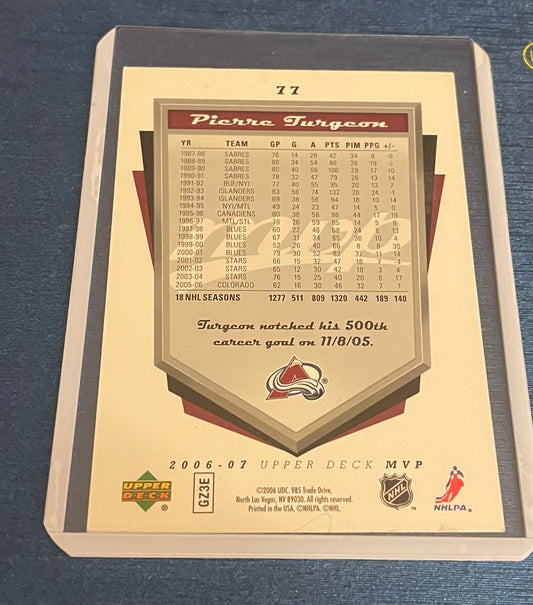 77
Pierre Turgeon
YR TEAM GP G A PTS PIM PPG +/-
1987-88 SABRES 76 14 28 42 34 8 -8
1988-89 SABRES 80 34 54 88 26 19 -2
1989-90 SABRES 80 40 66 106 29 17 10
1990-91 SABRES 78 32 47 79 26 13 14
1991-92 BUF/NYI 77 40 55 95 20 13 7
1992-93 ISLANDERS 83 58 74 132 26 24 -1
1993-94 ISLANDERS 69 38 56 94 18 10 14
1994-95 NYI/MTL 49 24 23 47 14 5 0
1995-96 CANADIENS 80 38 58 96 44 17 19
1996-97 MTL/STL 78 26 59 85 14 5 8
1997-98 BLUES 60 22 46 68 24 13
1998-99 BLUES 67 31 34 65 36 10 4
1999-00 BLUES 52 26 40 66 8 8 30
2000-01 BLUES 79 30 52 82 37 11 14
2001-02 STARS 66 15 32 47 16 7 -4
2002-03 STARS 65 12 30 42 18 3 4
2003-04 STARS 76 15 25 40 20 6 17
2005-06 COLORADO 62 16 30 46 32 7 1
18 NHL SEASONS 1277 511 809 1320 442 189 140
mvp
Turgeon notched his 500th
career goal on 11/8/05.
®
2006-07 UPPER DECK MVP
UPPER
DECK
®
GZ3E
©2006 UDC, 985 Trade Drive,
North Las Vegas, NV 89030. All rights reserved.
Printed in the USA. ©NHLPA. ©NHL.
NHL
TM
NHLPA